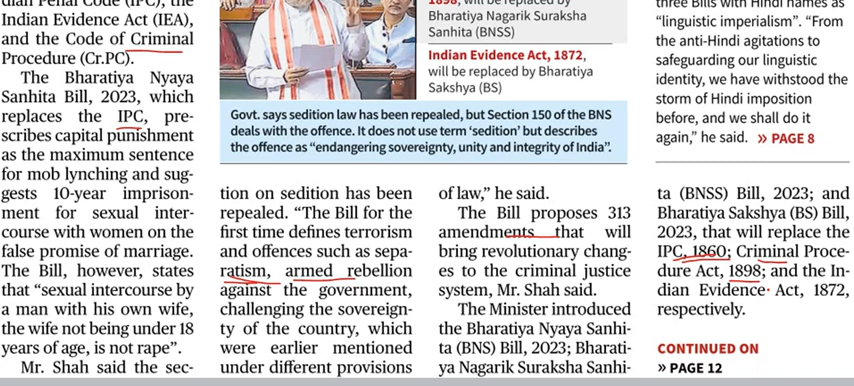 dian Penal Code (IPC), the
Indian Evidence Act (IEA),
and the Code of Criminal
Procedure (Cr.PC).
The Bharatiya Nyaya
Sanhita Bill, 2023, which
replaces the IPC, pre-
scribes capital punishment
as the maximum sentence
for mob lynching and sug-
gests 10-year imprison-
ment for sexual inter-
course with women on the
false promise of marriage.
The Bill, however, states
that “sexual intercourse by
a man with his own wife,
the wife not being under 18
years of age, is not rape”.
Mr. Shah said the sec-
1898, will be replaced by
Bharatiya Nagarik Suraksha
Sanhita (BNSS)
Indian Evidence Act, 1872,
will be replaced by Bharatiya
Sakshya (BS)
Govt. says sedition law has been repealed, but Section 150 of the BNS
deals with the offence. It does not use term ‘sedition’ but describes
the offence as “endangering sovereignty, unity and integrity of India”.
tion on sedition has been
repealed. “The Bill for the
first time defines terrorism
and offences such as sepa-
ratism, armed rebellion
against the government,
challenging the sovereign-
ty of the country, which
were earlier mentioned
under different provisions
of law,” he said.
The Bill proposes 313
amendments that will
bring revolutionary chang-
es to the criminal justice
system, Mr. Shah said.
The Minister introduced
the Bharatiya Nyaya Sanhi-
ta (BNS) Bill, 2023; Bharati-
ya Nagarik Suraksha Sanhi-
three Bills with Hindi names as
“linguistic imperialism”. “From
the anti-Hindi agitations to
safeguarding our linguistic
identity, we have withstood the
storm of Hindi imposition
before, and we shall do it
again,” he said. » PAGE 8
ta (BNSS) Bill, 2023; and
Bharatiya Sakshya (BS) Bill,
2023, that will replace the
IPC, 1860; Criminal Proce-
dure Act, 1898; and the In-
dian Evidence Act, 1872,
respectively.
CONTINUED ON
» PAGE 12